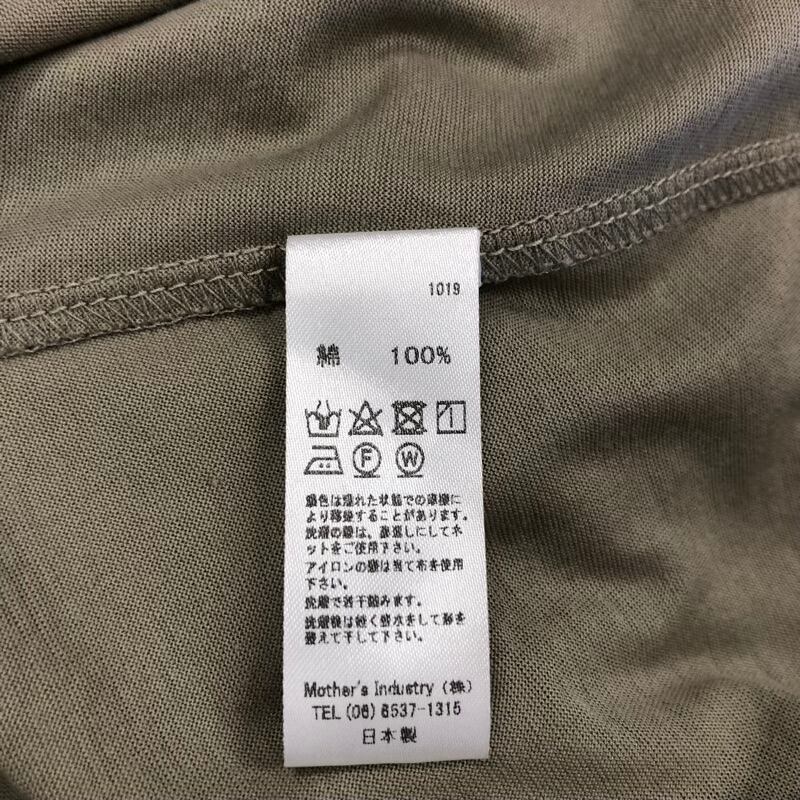 1019
綿 100%
F W
濃色は濡れた状態での摩擦に
より移染することがあります。
洗濯の際は、裏返しにしてネ
ットをご使用下さい。
アイロンの際は当て布を使用
下さい。
洗濯で若干縮みます。
洗濯後は軽く脱水をして形を
整えて干して下さい。
Mother's Industry (株)
TEL (06) 6537-1315
日本製